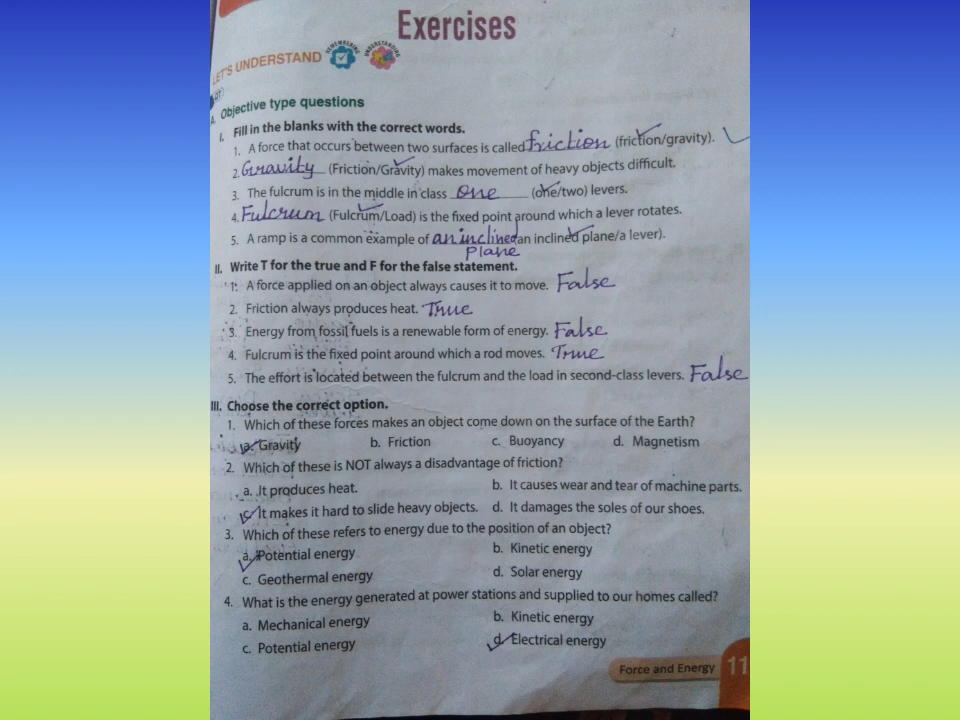 Exercises
LET'S UNDERSTAND REMEMBERING UNDERSTANDING
A. Objective type questions
I. Fill in the blanks with the correct words.
1. A force that occurs between two surfaces is called friction (friction/gravity).
2. Gravity (Friction/Gravity) makes movement of heavy objects difficult.
3. The fulcrum is in the middle in class one (one/two) levers.
4. Fulcrum (Fulcrum/Load) is the fixed point around which a lever rotates.
5. A ramp is a common example of an inclined (an inclined plane/a lever).
plane
II. Write T for the true and F for the false statement.
1. A force applied on an object always causes it to move. False
2. Friction always produces heat. True
3. Energy from fossil fuels is a renewable form of energy. False
4. Fulcrum is the fixed point around which a rod moves. True
5. The effort is located between the fulcrum and the load in second-class levers. False
III. Choose the correct option.
1. Which of these forces makes an object come down on the surface of the Earth?
a. Gravity b. Friction c. Buoyancy d. Magnetism
2. Which of these is NOT always a disadvantage of friction?
a. It produces heat. b. It causes wear and tear of machine parts.
c. It makes it hard to slide heavy objects. d. It damages the soles of our shoes.
3. Which of these refers to energy due to the position of an object?
a. Potential energy b. Kinetic energy
c. Geothermal energy d. Solar energy
4. What is the energy generated at power stations and supplied to our homes called?
a. Mechanical energy b. Kinetic energy
c. Potential energy d. Electrical energy
Force and Energy 11